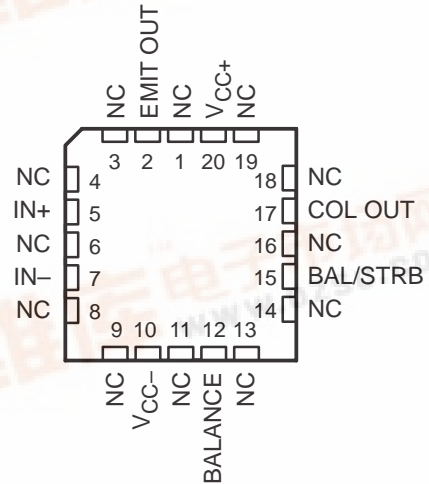 NC
EMIT OUT
NC
VCC+
NC
3 2 1 20 19
NC 4 18 NC
IN+ 5 17 COL OUT
NC 6 16 NC
IN– 7 15 BAL/STRB
NC 8 14 NC
9 10 11 12 13
NC
VCC–
NC
BALANCE
NC